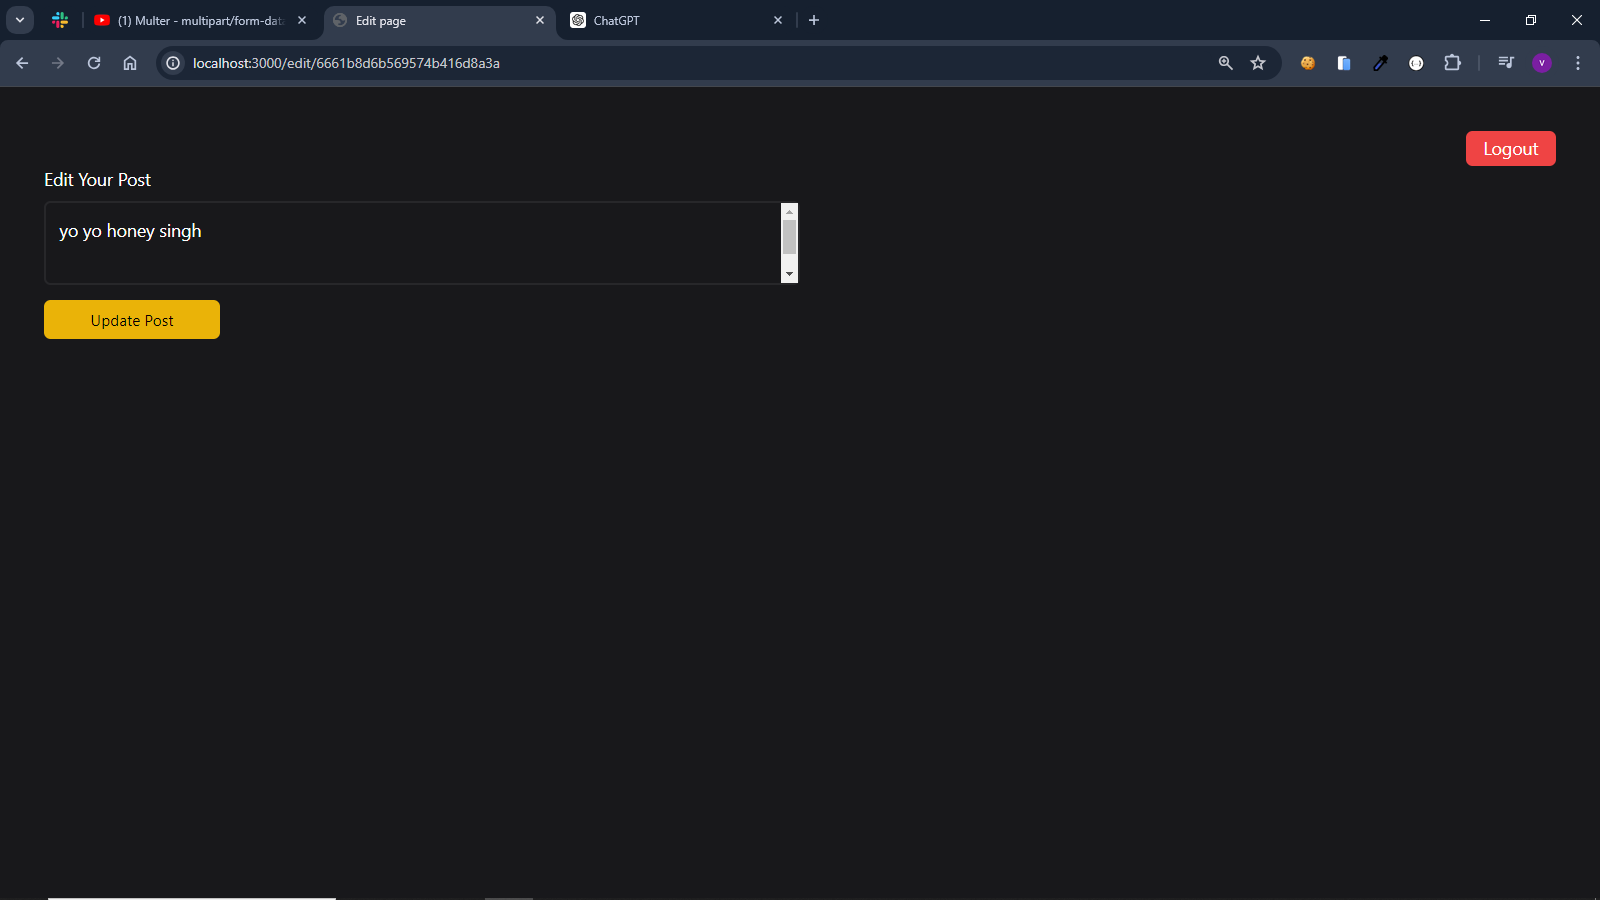 (1) Multer - multipart/form-dat
Edit page
ChatGPT
localhost:3000/edit/6661b8d6b569574b416d8a3a
V
Logout
Edit Your Post
yo yo honey singh
Update Post